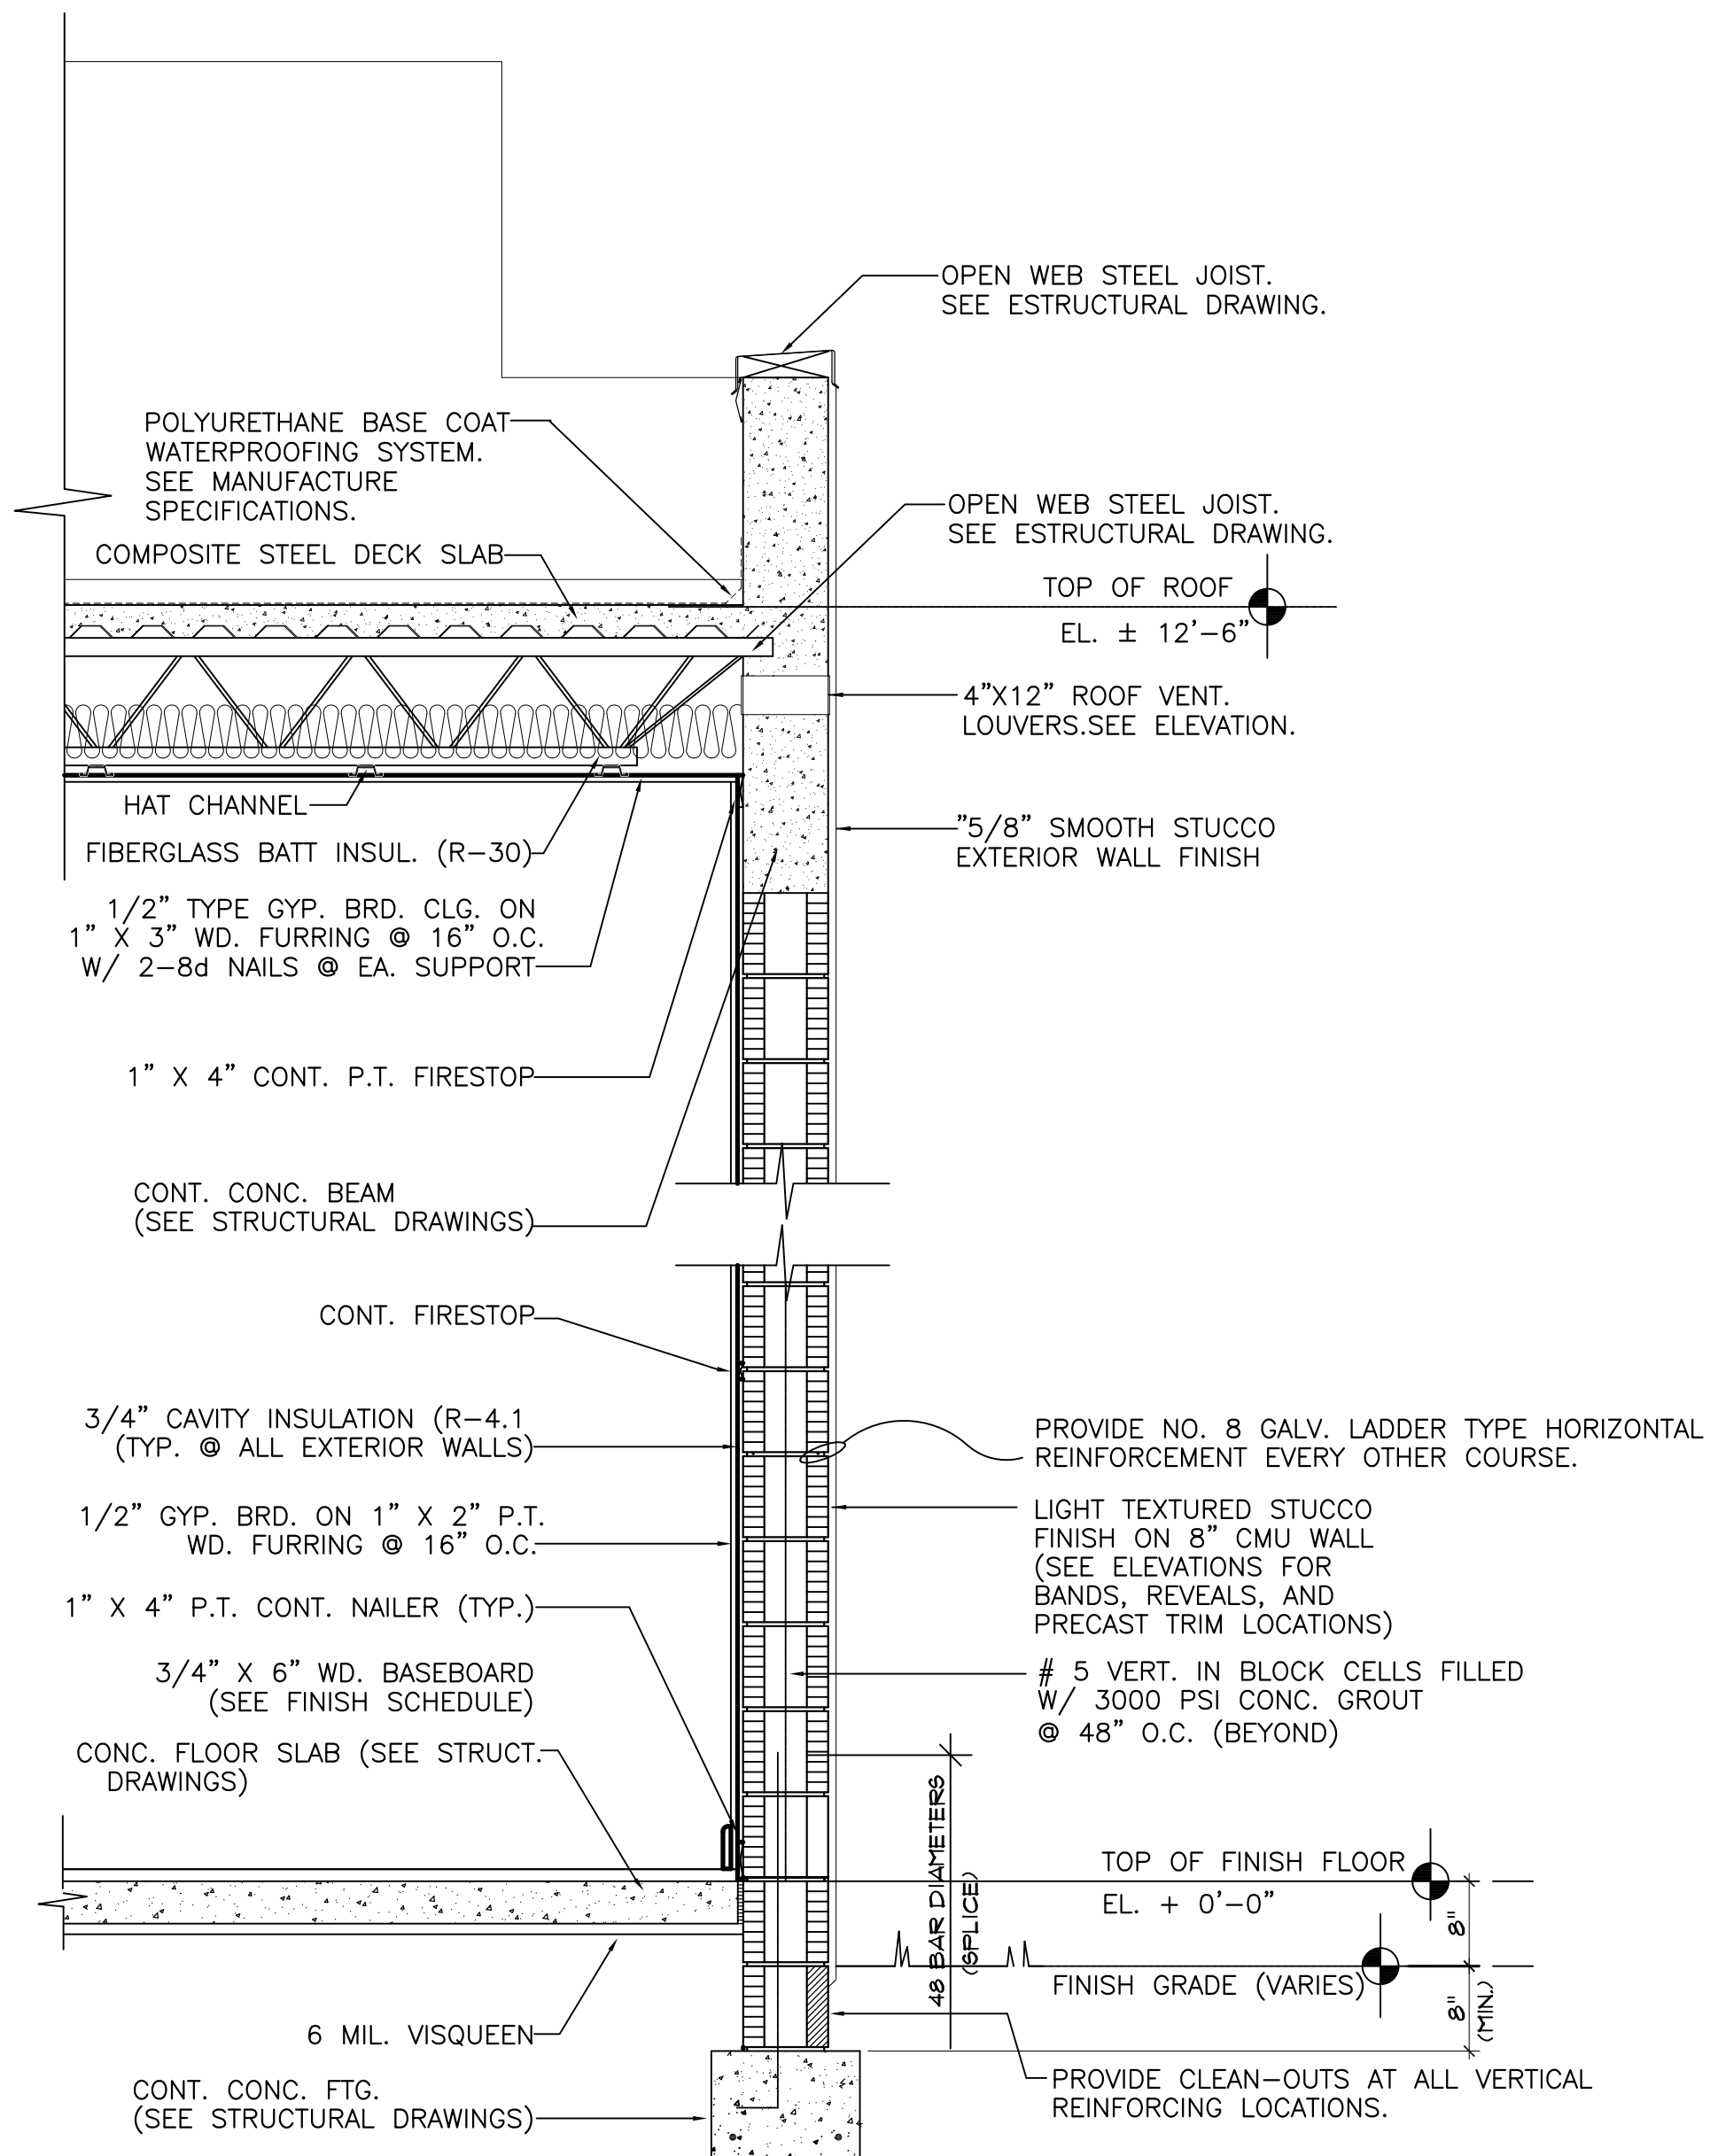 OPEN WEB STEEL JOIST.
SEE ESTRUCTURAL DRAWING.
POLYURETHANE BASE COAT
WATERPROOFING SYSTEM.
SEE MANUFACTURE
SPECIFICATIONS.
COMPOSITE STEEL DECK SLAB
OPEN WEB STEEL JOIST.
SEE ESTRUCTURAL DRAWING.
TOP OF ROOF
EL. ± 12'-6"
4"X12" ROOF VENT.
LOUVERS.SEE ELEVATION.
HAT CHANNEL
FIBERGLASS BATT INSUL. (R-30)
"5/8" SMOOTH STUCCO
EXTERIOR WALL FINISH
1/2" TYPE GYP. BRD. CLG. ON
1" X 3" WD. FURRING @ 16" O.C.
W/ 2-8d NAILS @ EA. SUPPORT
1" X 4" CONT. P.T. FIRESTOP
CONT. CONC. BEAM
(SEE STRUCTURAL DRAWINGS)
CONT. FIRESTOP
3/4" CAVITY INSULATION (R-4.1
(TYP. @ ALL EXTERIOR WALLS)
1/2" GYP. BRD. ON 1" X 2" P.T.
WD. FURRING @ 16" O.C.
1" X 4" P.T. CONT. NAILER (TYP.)
3/4" X 6" WD. BASEBOARD
(SEE FINISH SCHEDULE)
CONC. FLOOR SLAB (SEE STRUCT.
DRAWINGS)
PROVIDE NO. 8 GALV. LADDER TYPE HORIZONTAL
REINFORCEMENT EVERY OTHER COURSE.
LIGHT TEXTURED STUCCO
FINISH ON 8" CMU WALL
(SEE ELEVATIONS FOR
BANDS, REVEALS, AND
PRECAST TRIM LOCATIONS)
# 5 VERT. IN BLOCK CELLS FILLED
W/ 3000 PSI CONC. GROUT
@ 48" O.C. (BEYOND)
48 BAR DIAMETERS
(SPLICE)
TOP OF FINISH FLOOR
EL. + 0'-0"
8"
FINISH GRADE (VARIES)
8"
(MIN.)
6 MIL. VISQUEEN
CONT. CONC. FTG.
(SEE STRUCTURAL DRAWINGS)
PROVIDE CLEAN-OUTS AT ALL VERTICAL
REINFORCING LOCATIONS.